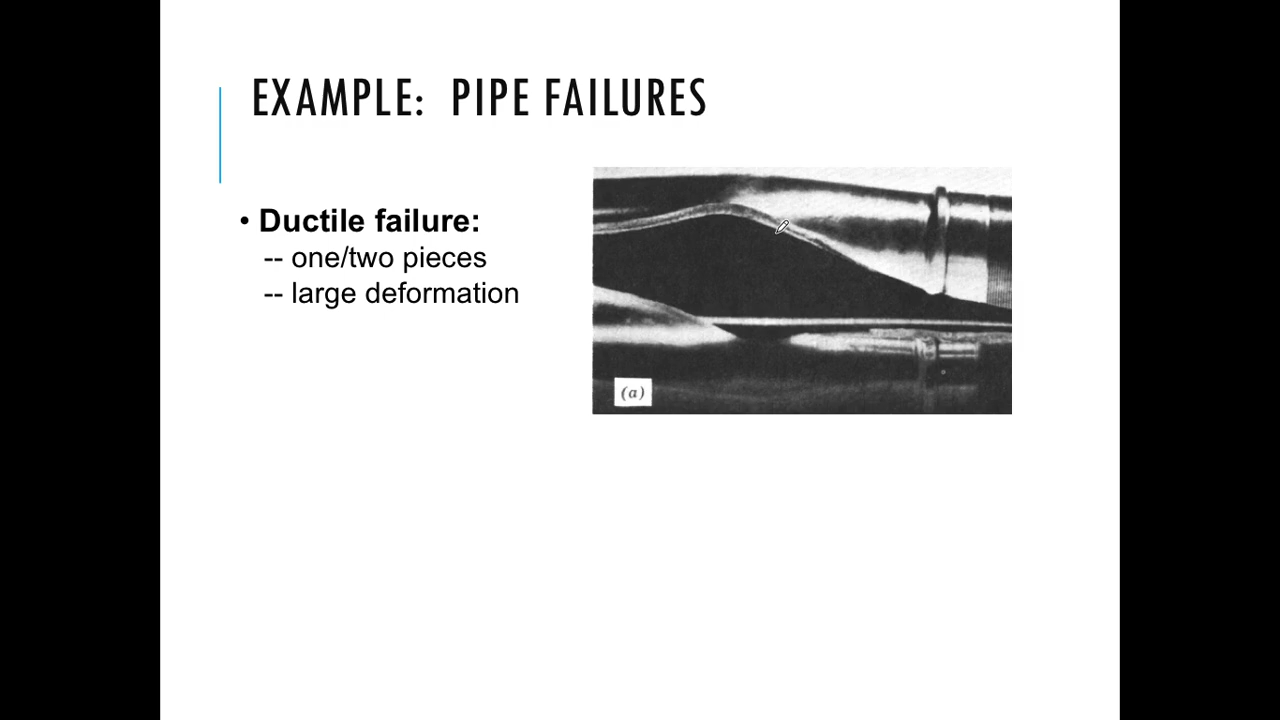 EXAMPLE: PIPE FAILURES
• Ductile failure:
-- one/two pieces
-- large deformation
(a)